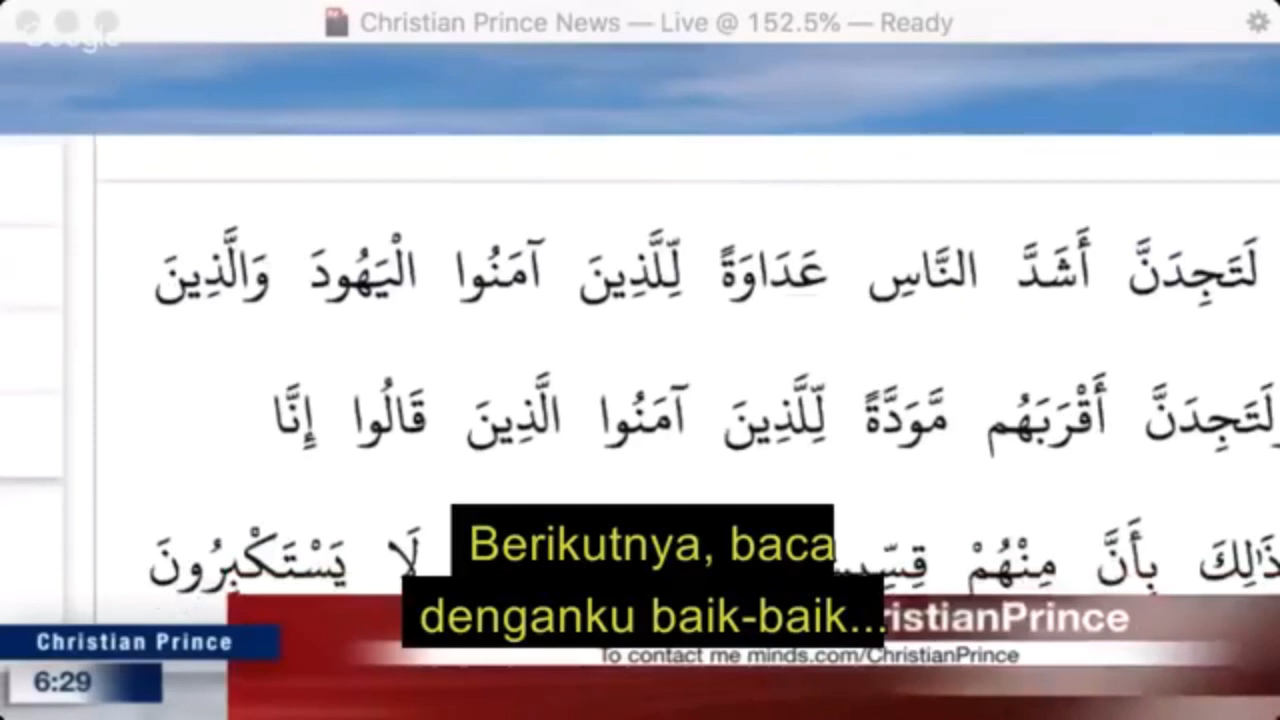 Christian Prince News — Live @ 152.5% — Ready
Google
لَتَجِدَنَّ أَشَدَّ النَّاسِ عَدَاوَةً لِّلَّذِينَ آمَنُوا الْيَهُودَ وَالَّذِينَ
وَلَتَجِدَنَّ أَقْرَبَهُم مَّوَدَّةً لِّلَّذِينَ آمَنُوا الَّذِينَ قَالُوا إِنَّا
ذَٰلِكَ بِأَنَّ مِنْهُمْ لَا يَسْتَكْبِرُونَ
Berikutnya, baca
denganku baik-baik...
ristianPrince
To contact me minds.com/ChristianPrince
Christian Prince
6:29